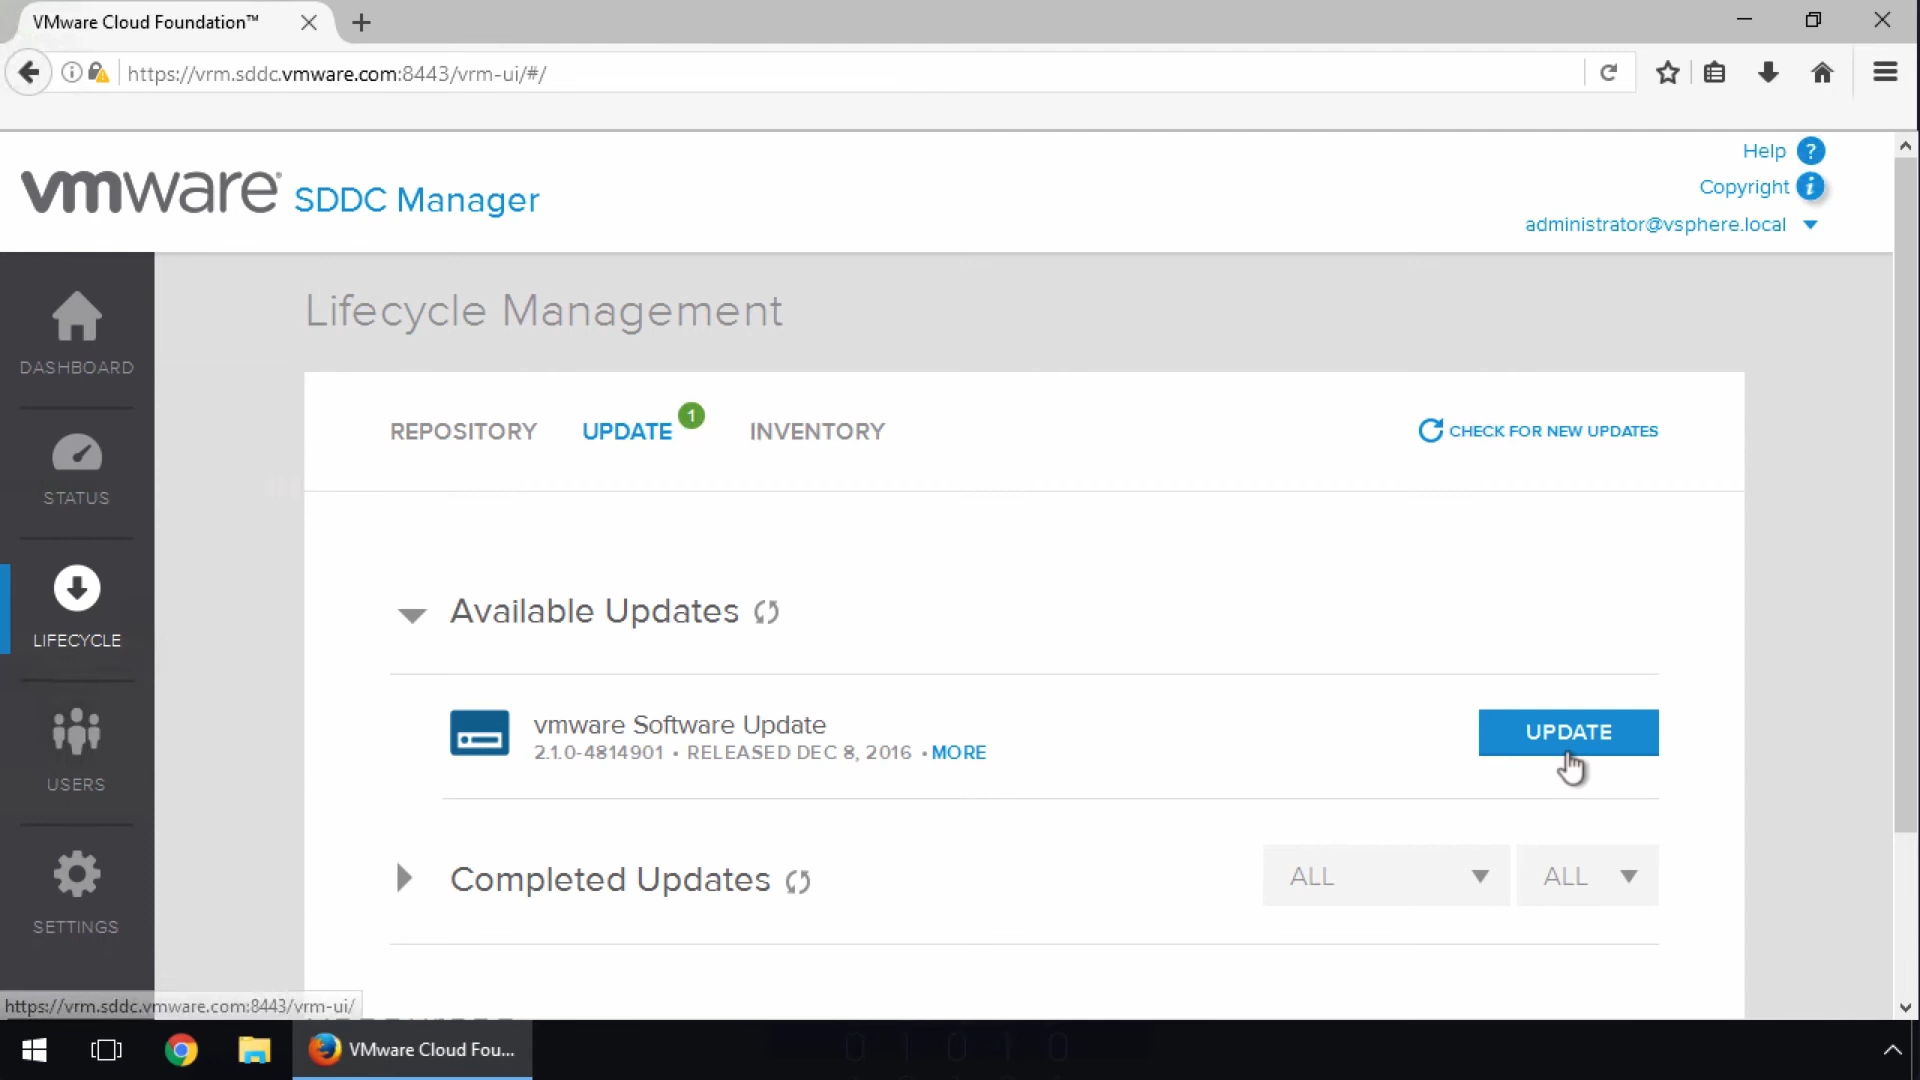 VMware Cloud Foundation™
https://vrm.sddc.vmware.com:8443/vrm-ui/#/
vmware SDDC Manager
Help ?
Copyright i
administrator@vsphere.local
DASHBOARD
STATUS
LIFECYCLE
USERS
SETTINGS
Lifecycle Management
REPOSITORY UPDATE 1 INVENTORY
CHECK FOR NEW UPDATES
Available Updates
vmware Software Update
2.1.0-4814901 • RELEASED DEC 8, 2016 • MORE
UPDATE
Completed Updates
ALL ALL
https://vrm.sddc.vmware.com:8443/vrm-ui/
VMware Cloud Fou...